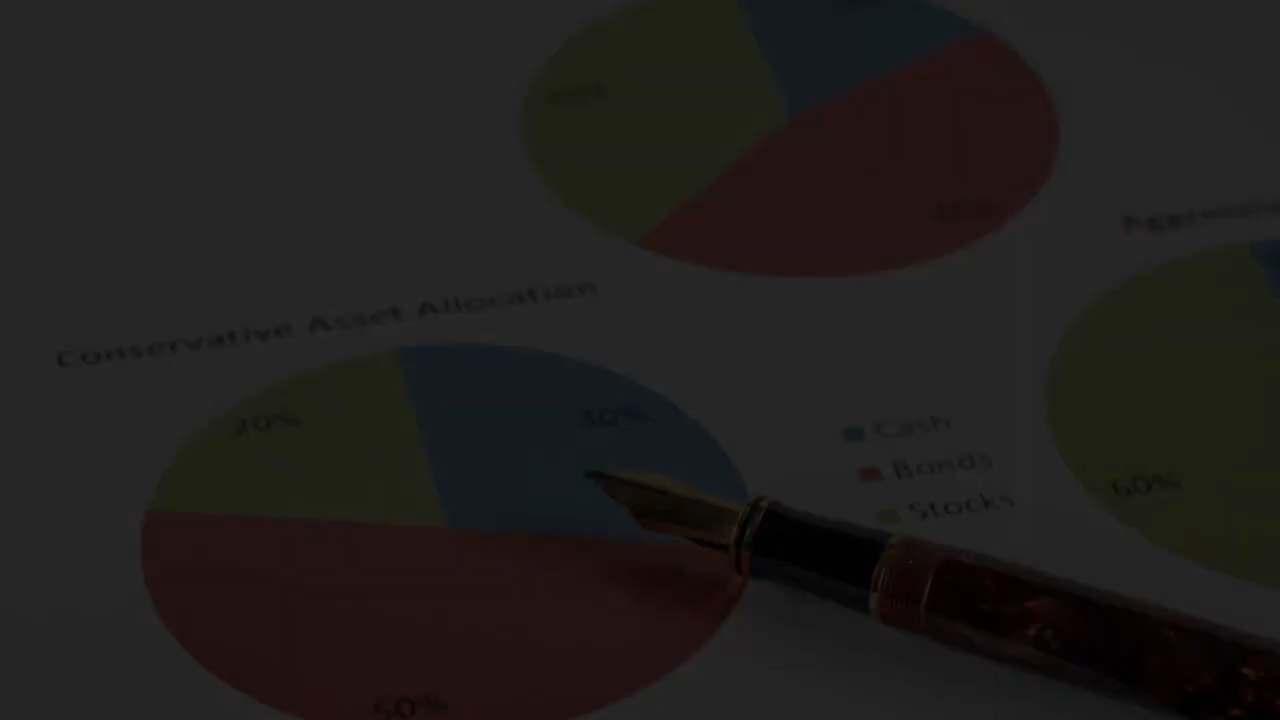 Conservative Asset Allocation
20%
30%
50%
Cash
Bonds
Stocks
60%